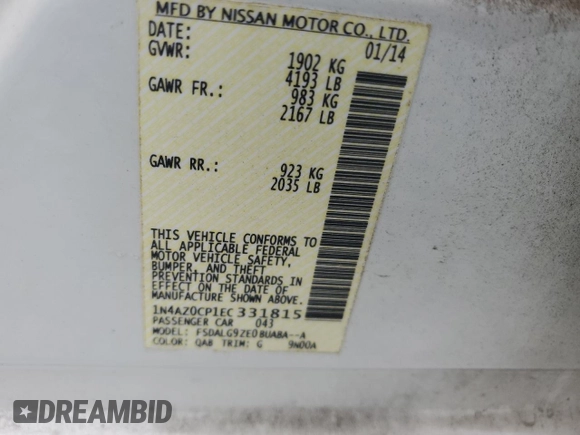 MFD BY NISSAN MOTOR CO., LTD.
DATE: 01/14
GVWR: 1902 KG
4193 LB
GAWR FR.: 983 KG
2167 LB
GAWR RR.: 923 KG
2035 LB
THIS VEHICLE CONFORMS TO
ALL APPLICABLE FEDERAL
MOTOR VEHICLE SAFETY,
BUMPER, AND THEFT
PREVENTION STANDARDS IN
EFFECT ON THE DATE OF
MANUFACTURE SHOWN ABOVE.
1N4AZ0CP1EC331815
PASSENGER CAR 043
MODEL: FSDALG9ZE0BUABA--A
COLOR: QAB TRIM: G 9N00A
DREAMBID